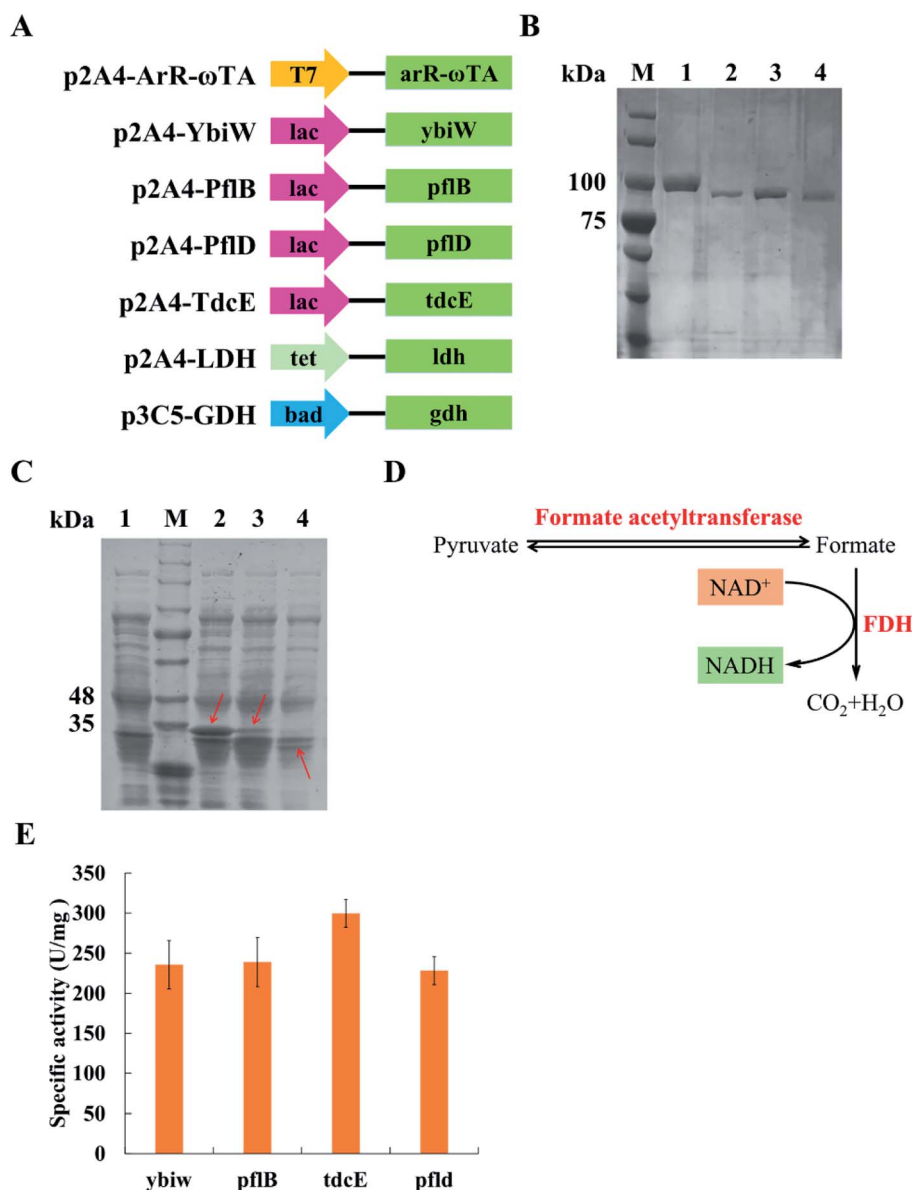 A
p2A4-ArR-ωTA T7 arR-ωTA
p2A4-YbiW lac ybiW
p2A4-PflB lac pflB
p2A4-PflD lac pflD
p2A4-TdcE lac tdcE
p2A4-LDH tet ldh
p3C5-GDH bad gdh
B
kDa M 1 2 3 4
100
75
C
kDa 1 M 2 3 4
48
35
D
Formate acetyltransferase
Pyruvate Formate
NAD⁺
FDH
NADH
CO₂+H₂O
E
Specific activity (U/mg )
350
300
250
200
150
100
50
0
ybiw pflB tdcE pfld